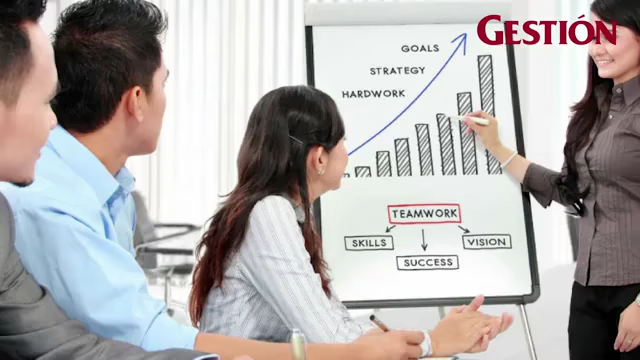 GESTIÓN
GOALS
STRATEGY
HARDWORK
TEAMWORK
SKILLS
VISION
SUCCESS